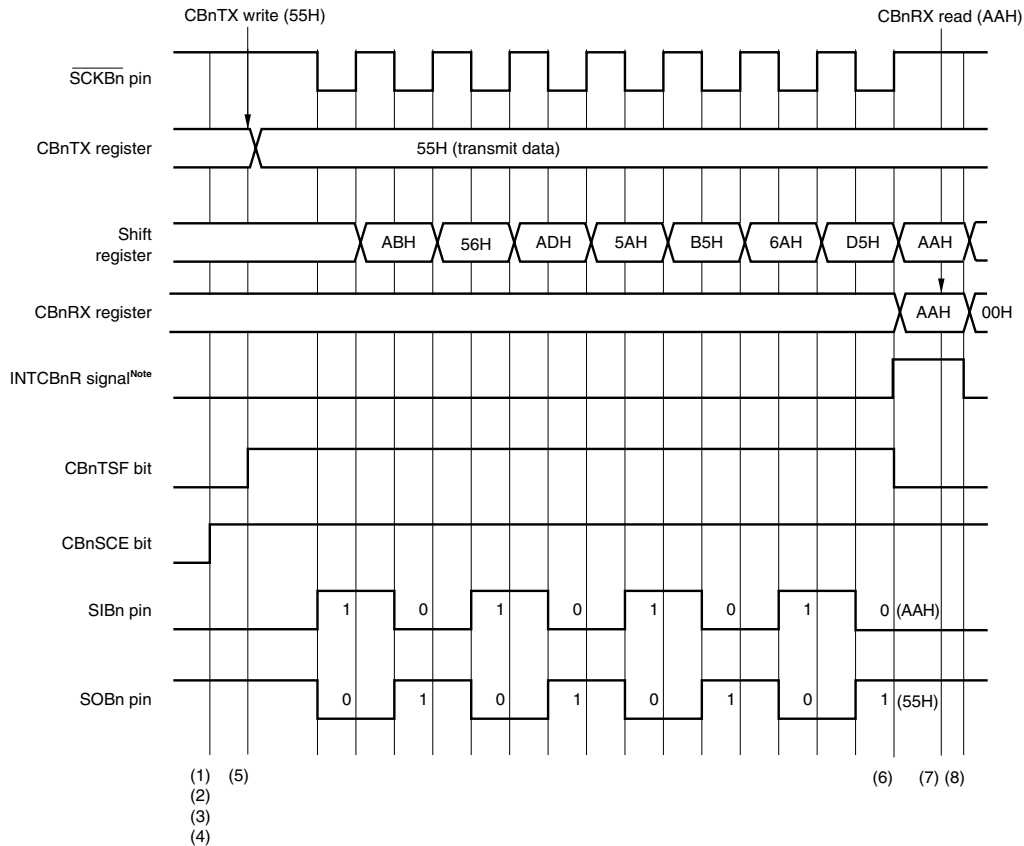 CBnTX write (55H)
CBnRX read (AAH)
SCKBn pin
CBnTX register
55H (transmit data)
Shift
register
ABH 56H ADH 5AH B5H 6AH D5H AAH
CBnRX register
AAH 00H
INTCBnR signalNote
CBnTSF bit
CBnSCE bit
SIBn pin
1 0 1 0 1 0 1 0 (AAH)
SOBn pin
0 1 0 1 0 1 0 1 (55H)
(1) (5) (6) (7) (8)
(2)
(3)
(4)